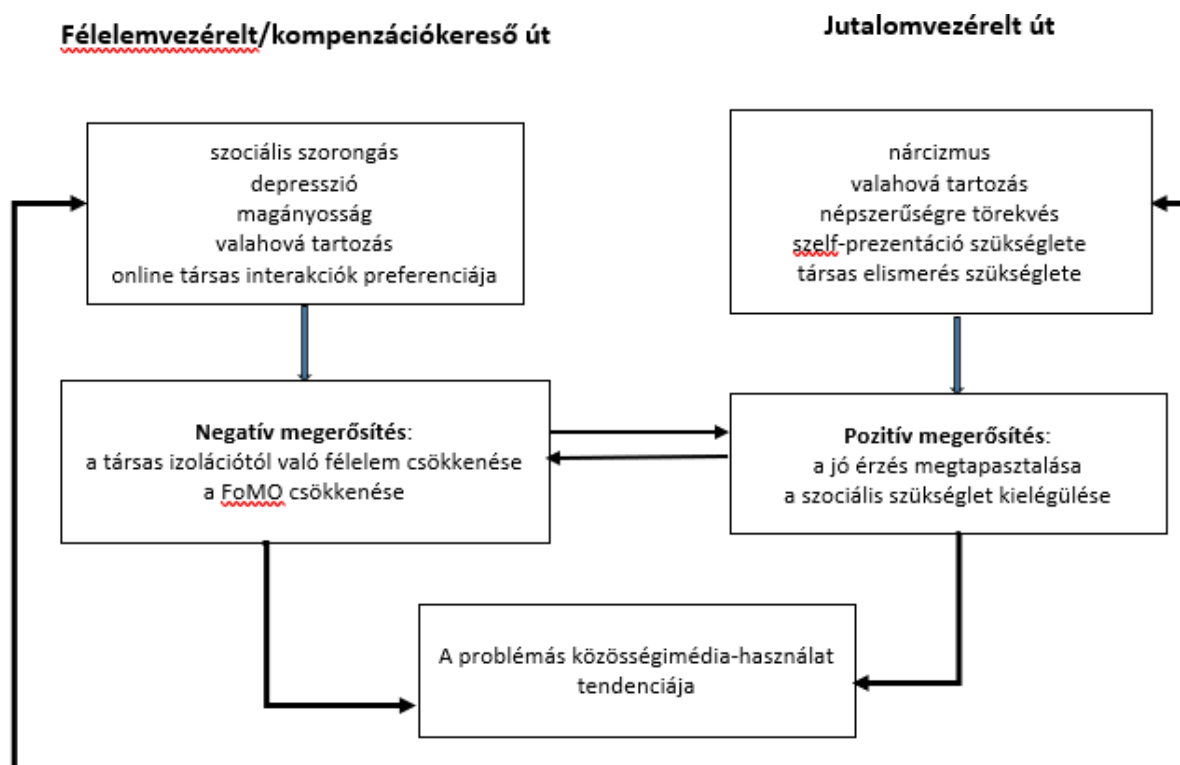 Félelemvezérelt/kompenzációkereső út
Jutalomvezérelt út
szociális szorongás
depresszió
magányosság
valahová tartozás
online társas interakciók preferenciája
nárcizmus
valahová tartozás
népszerűségre törekvés
szelf-prezentáció szükséglete
társas elismerés szükséglete
Negatív megerősítés:
a társas izolációtól való félelem csökkenése
a FoMO csökkenése
Pozitív megerősítés:
a jó érzés megtapasztalása
a szociális szükséglet kielégülése
A problémás közösségimédia-használat
tendenciája